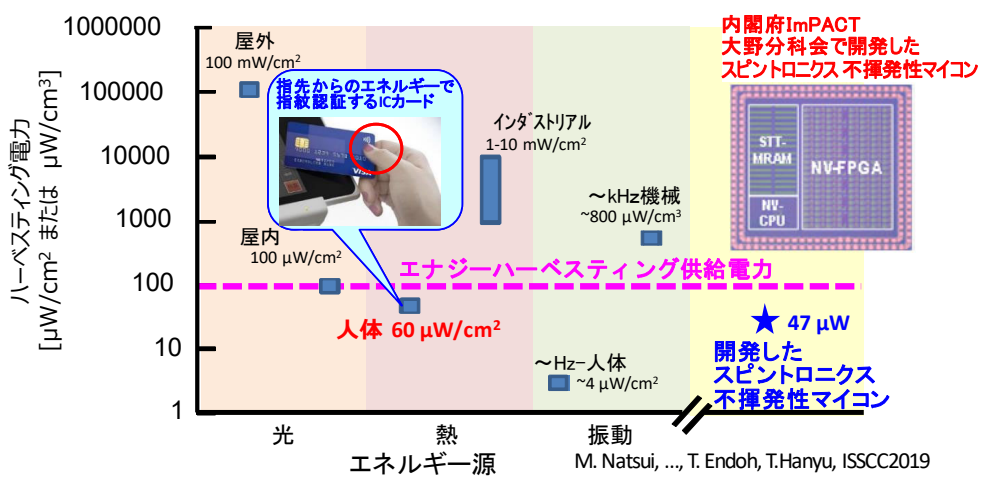 ハーベスティング電力
[μW/cm² または μW/cm³]
1000000
100000
10000
1000
100
10
1
屋外
100 mW/cm²
指先からのエネルギーで
指紋認証するICカード
VISA
屋内
100 μW/cm²
インダストリアル
1-10 mW/cm²
～kHz機械
~800 μW/cm³
エナジーハーベスティング供給電力
人体 60 μW/cm²
～Hz−人体
~4 μW/cm²
内閣府ImPACT
大野分科会で開発した
スピントロニクス 不揮発性マイコン
STT-
MRAM
NV-FPGA
NV-
CPU
★ 47 μW
開発した
スピントロニクス
不揮発性マイコン
光
熱
振動
エネルギー源
M. Natsui, ..., T. Endoh, T.Hanyu, ISSCC2019